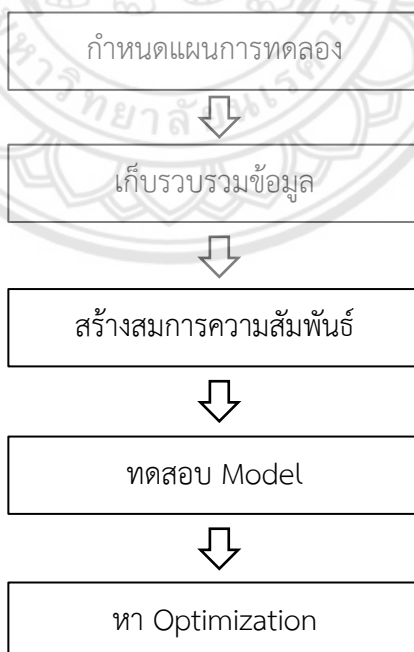 กำหนดแผนการทดลอง
เก็บรวบรวมข้อมูล
สร้างสมการความสัมพันธ์
ทดสอบ Model
หา Optimization